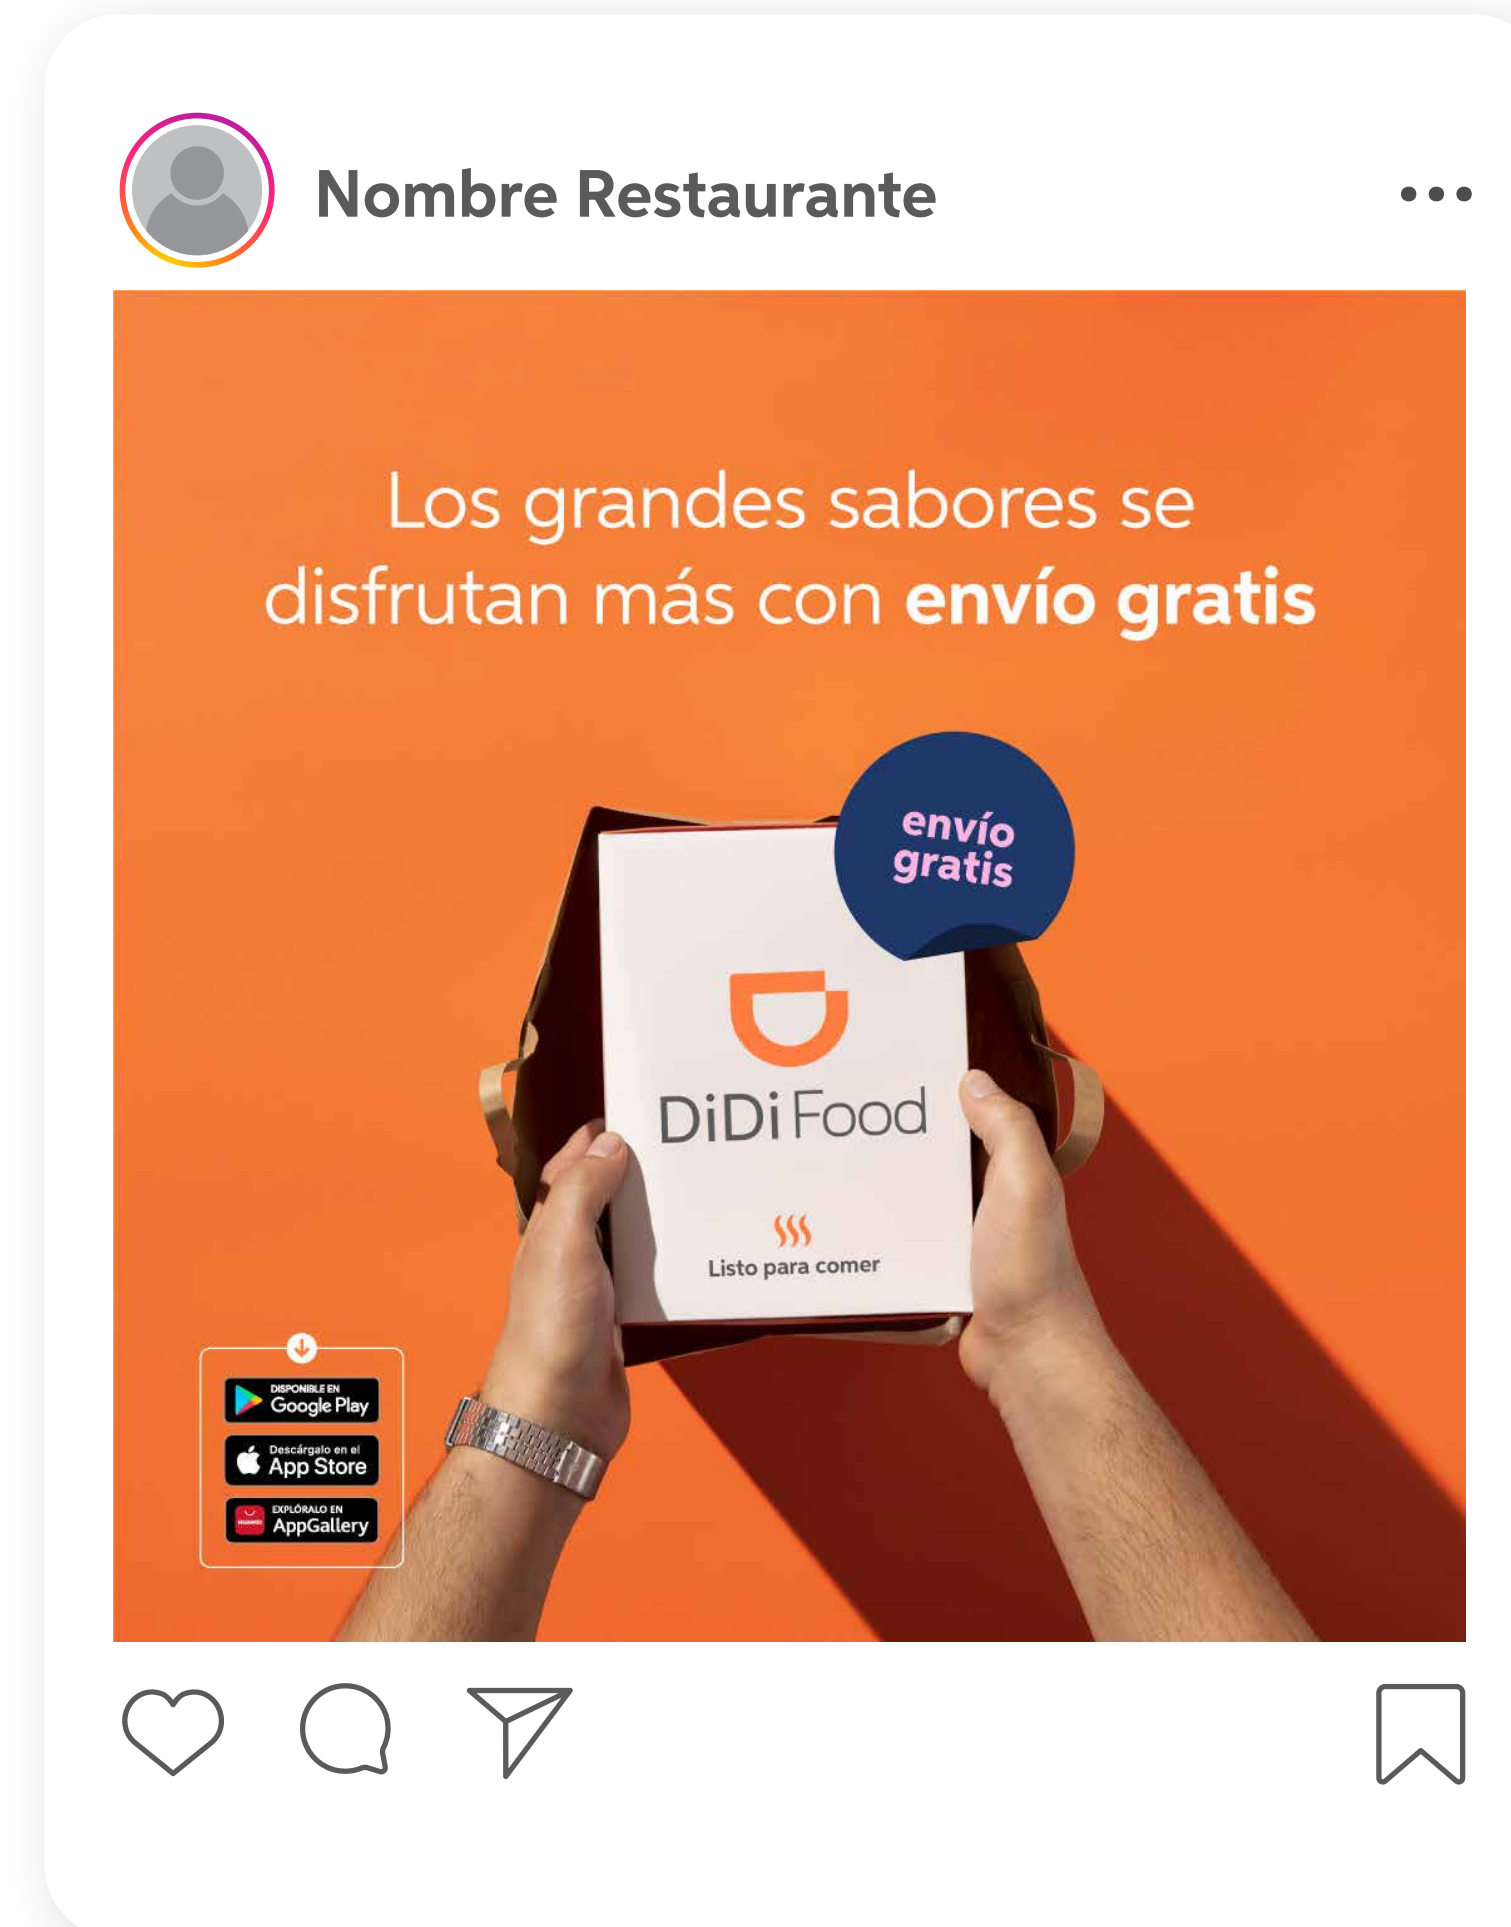 Nombre Restaurante
Los grandes sabores se
disfrutan más con envío gratis
envío
gratis
DiDi Food
Listo para comer
DISPONIBLE EN
Google Play
Descárgalo en el
App Store
EXPLÓRALO EN
AppGallery
HUAWEI